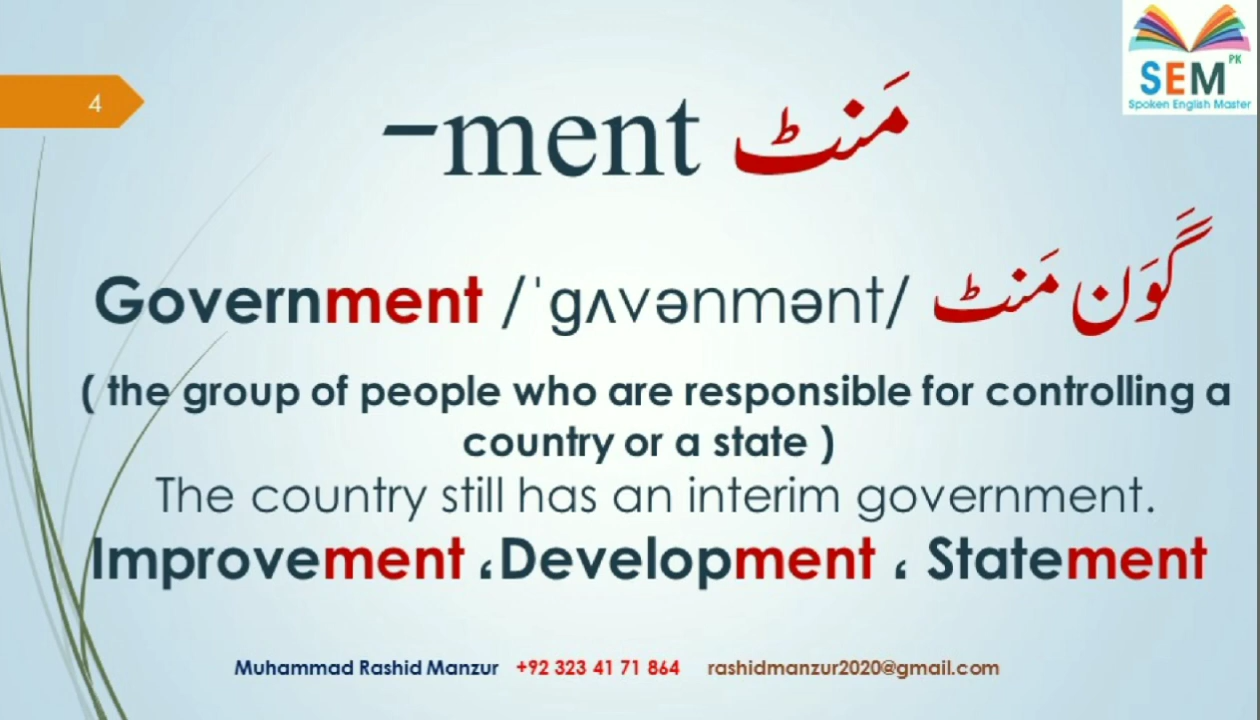 SEM PK
Spoken English Master
4
–ment مَنٹ
Government /ˈgʌvənmənt/ گَوَن مَنٹ
( the group of people who are responsible for controlling a
country or a state )
The country still has an interim government.
Improvement ، Development ، Statement
Muhammad Rashid Manzur +92 323 41 71 864 rashidmanzur2020@gmail.com